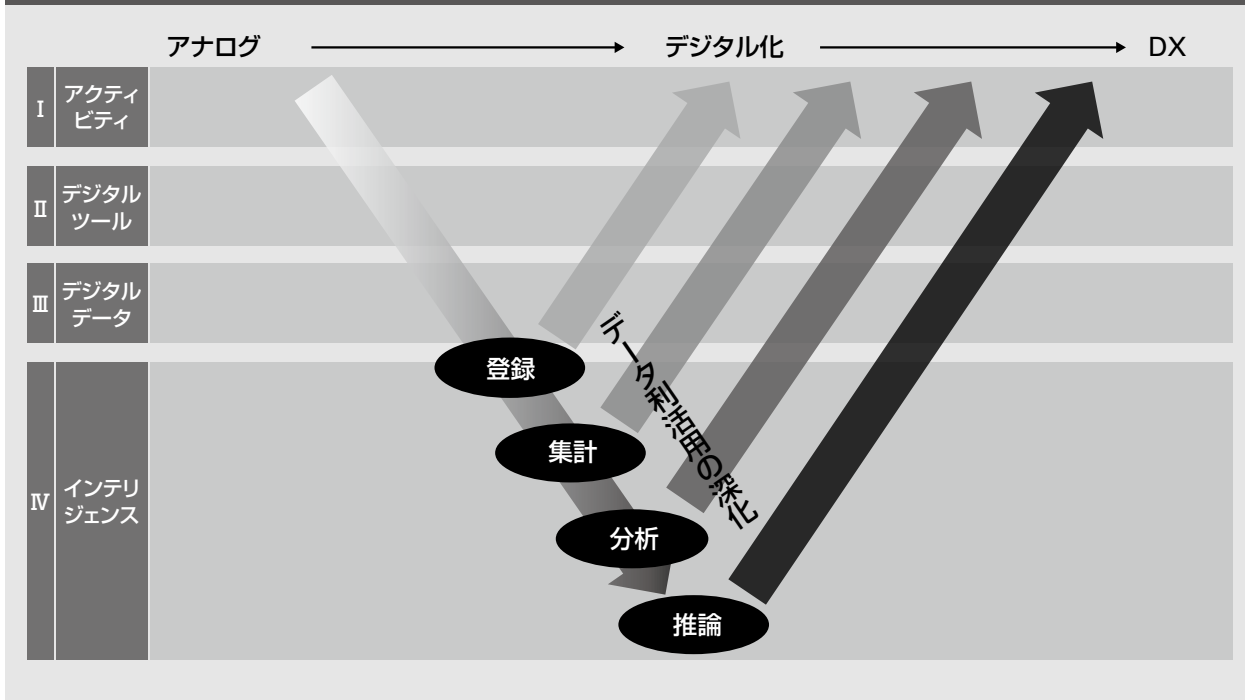 アナログ
デジタル化
DX
Ⅰ
アクティ
ビティ
Ⅱ
デジタル
ツール
Ⅲ
デジタル
データ
Ⅳ
インテリ
ジェンス
登録
集計
分析
推論
データ利活用の深化